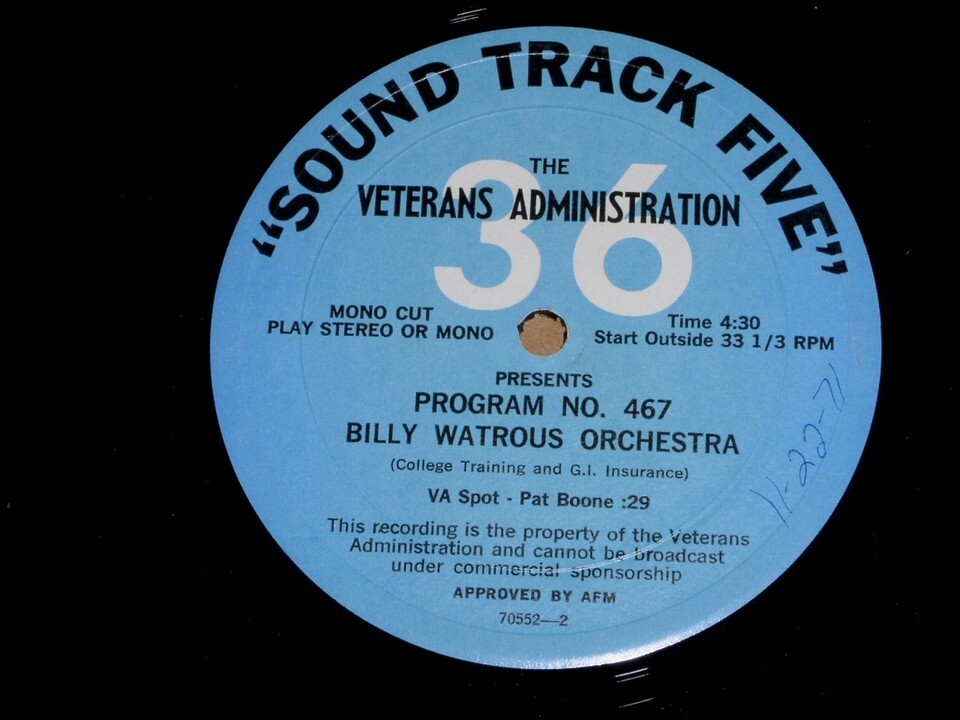 "SOUND TRACK FIVE"
36
THE
VETERANS ADMINISTRATION
MONO CUT
PLAY STEREO OR MONO
Time 4:30
Start Outside 33 1/3 RPM
PRESENTS
PROGRAM NO. 467
BILLY WATROUS ORCHESTRA
(College Training and G.I. Insurance)
VA Spot - Pat Boone :29
This recording is the property of the Veterans
Administration and cannot be broadcast
under commercial sponsorship
APPROVED BY AFM
70552—2
11-22-71